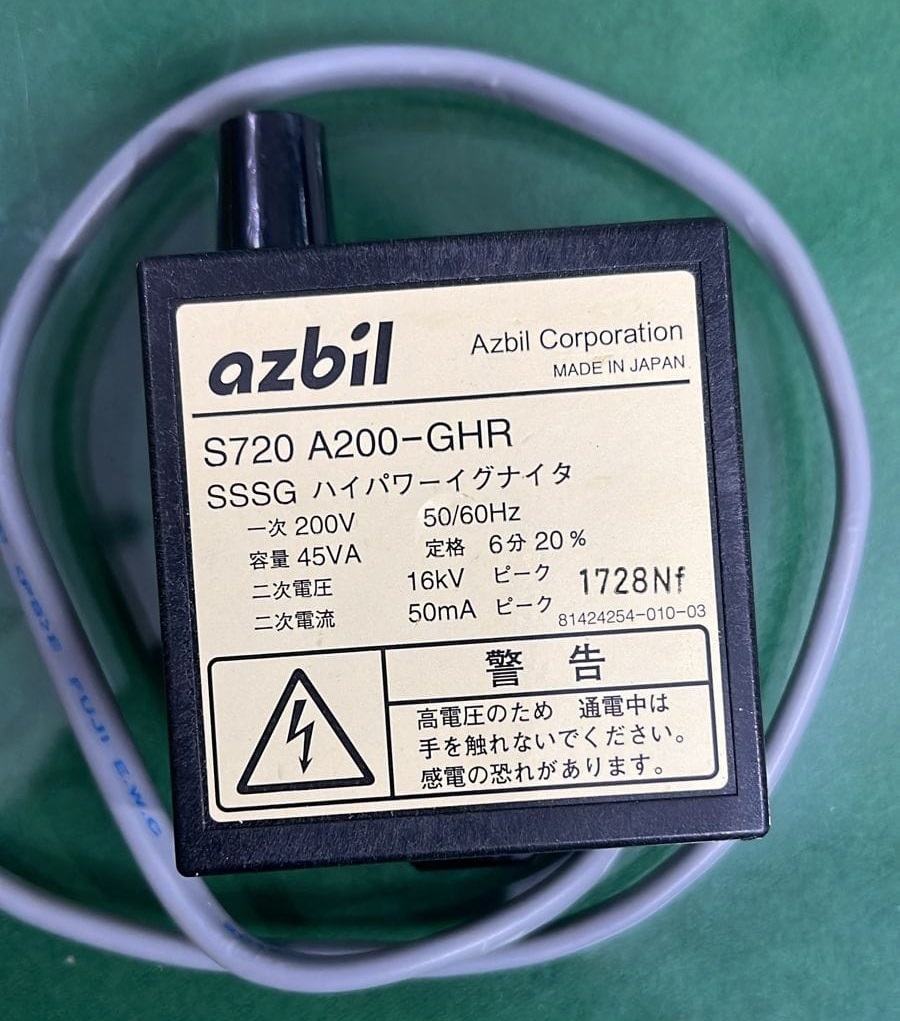 azbil
Azbil Corporation
MADE IN JAPAN
S720 A200-GHR
SSSG ハイパワーイグナイタ
一次 200V 50/60Hz
容量 45VA 定格 6分 20%
二次電圧 16kV ピーク
二次電流 50mA ピーク
1728Nf
81424254-010-03
警 告
高電圧のため 通電中は
手を触れないでください。
感電の恐れがあります。
<PS>E FUJI E.W.C